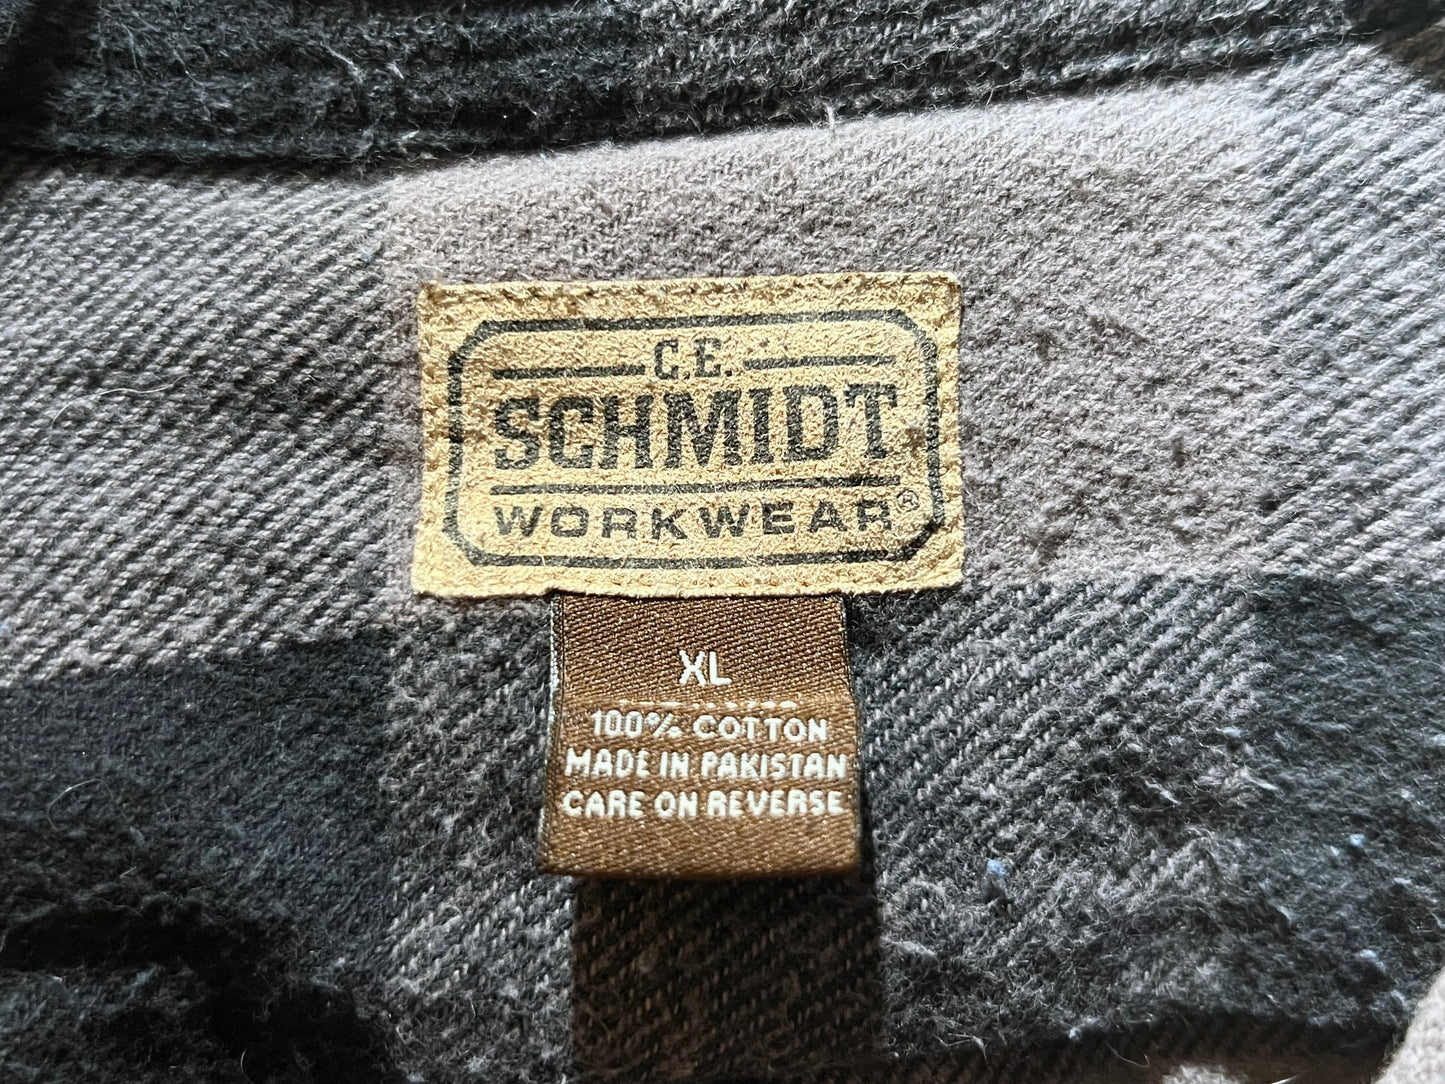 C.E.
SCHMIDT
WORKWEAR®
XL
100% COTTON
MADE IN PAKISTAN
CARE ON REVERSE